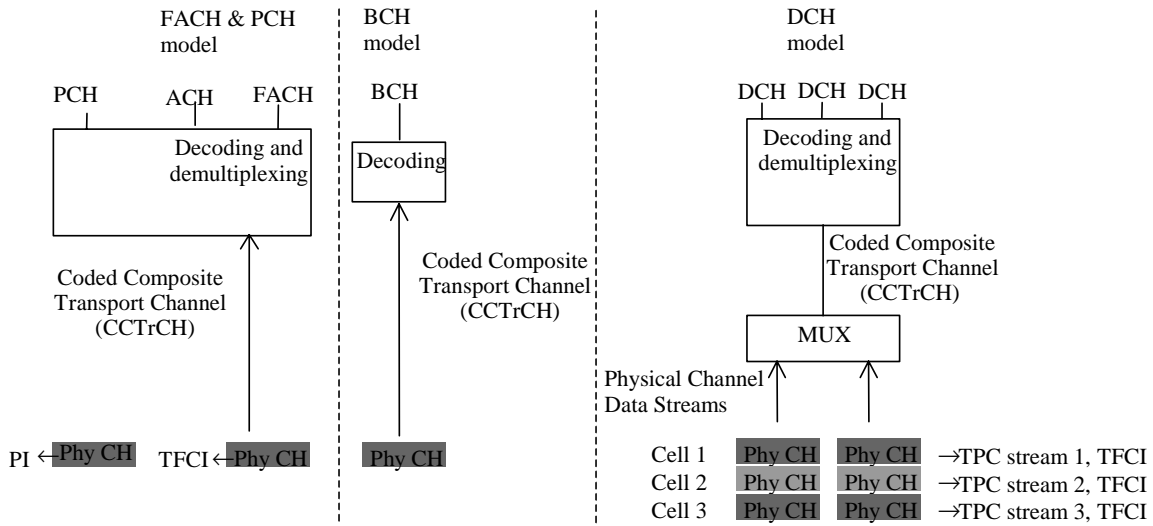 FACH & PCH
model
PCH
ACH
FACH
Decoding and
demultiplexing
Coded Composite
Transport Channel
(CCTrCH)
PI ← Phy CH
TFCI ← Phy CH
BCH
model
BCH
Decoding
Coded Composite
Transport Channel
(CCTrCH)
Phy CH
DCH
model
DCH DCH DCH
Decoding and
demultiplexing
Coded Composite
Transport Channel
(CCTrCH)
MUX
Physical Channel
Data Streams
Cell 1 Phy CH Phy CH →TPC stream 1, TFCI
Cell 2 Phy CH Phy CH →TPC stream 2, TFCI
Cell 3 Phy CH Phy CH →TPC stream 3, TFCI